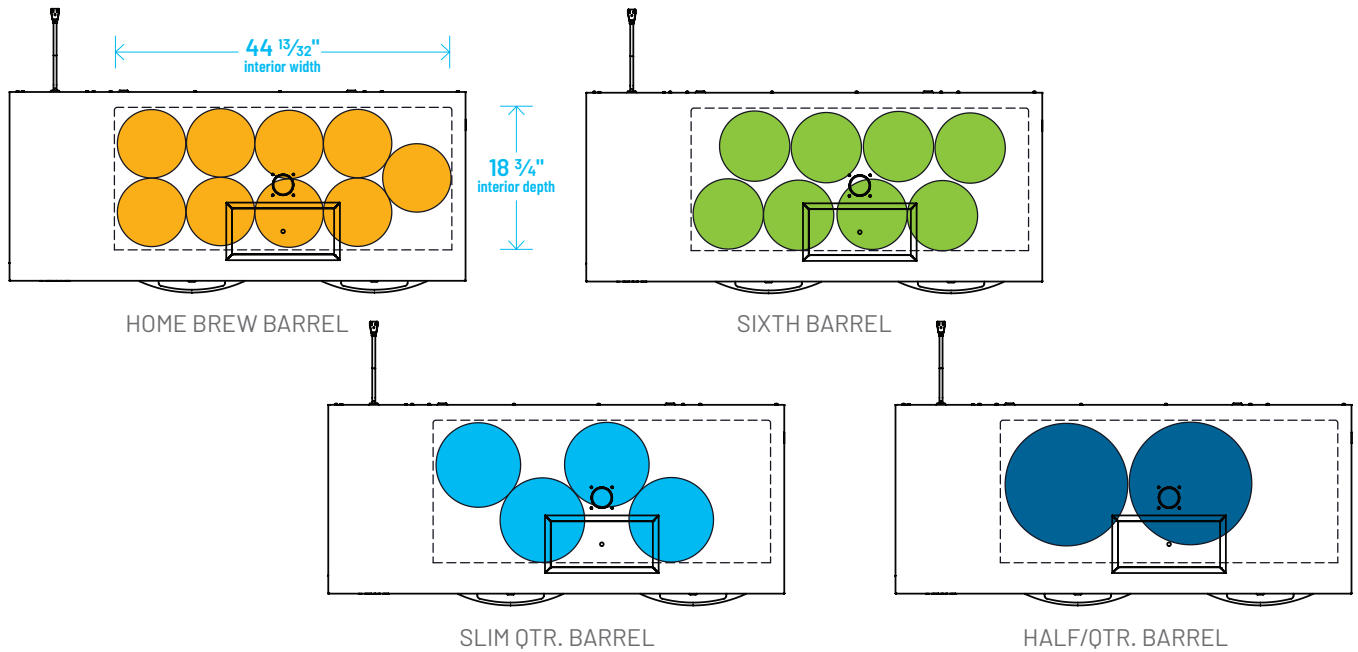 44 13/32"
interior width
18 3/4"
interior depth
HOME BREW BARREL
SIXTH BARREL
SLIM QTR. BARREL
HALF/QTR. BARREL